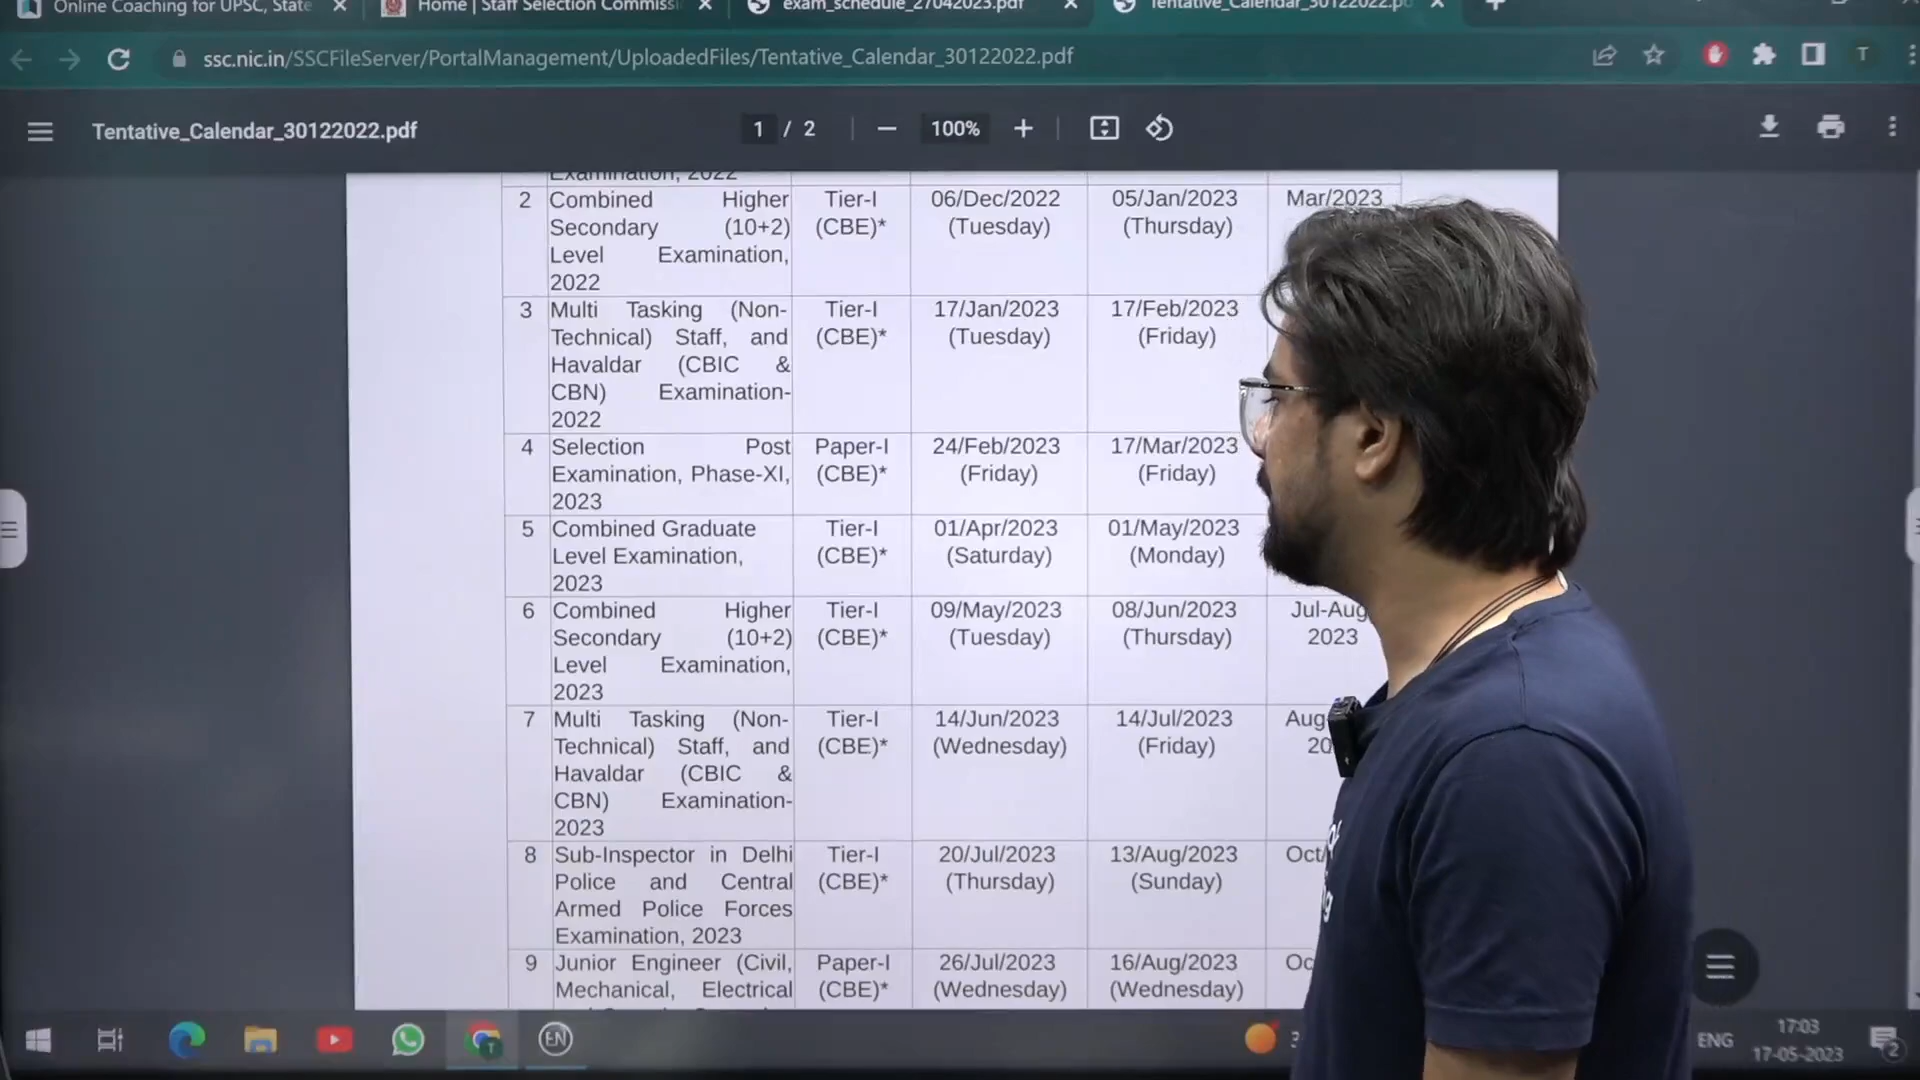 Online Coaching for UPSC, State
Home | Staff Selection Commissi
exam_schedule_27042023.pdf
Tentative_Calendar_30122022.pd
ssc.nic.in/SSCFileServer/PortalManagement/UploadedFiles/Tentative_Calendar_30122022.pdf
T
Tentative_Calendar_30122022.pdf
1 / 2
100%
Examination, 2022
2 Combined Higher Tier-I 06/Dec/2022 05/Jan/2023 Mar/2023
Secondary (10+2) (CBE)* (Tuesday) (Thursday)
Level Examination,
2022
3 Multi Tasking (Non- Tier-I 17/Jan/2023 17/Feb/2023
Technical) Staff, and (CBE)* (Tuesday) (Friday)
Havaldar (CBIC &
CBN) Examination-
2022
4 Selection Post Paper-I 24/Feb/2023 17/Mar/2023
Examination, Phase-XI, (CBE)* (Friday) (Friday)
2023
5 Combined Graduate Tier-I 01/Apr/2023 01/May/2023
Level Examination, (CBE)* (Saturday) (Monday)
2023
6 Combined Higher Tier-I 09/May/2023 08/Jun/2023 Jul-Aug
Secondary (10+2) (CBE)* (Tuesday) (Thursday) 2023
Level Examination,
2023
7 Multi Tasking (Non- Tier-I 14/Jun/2023 14/Jul/2023 Aug
Technical) Staff, and (CBE)* (Wednesday) (Friday) 20
Havaldar (CBIC &
CBN) Examination-
2023
8 Sub-Inspector in Delhi Tier-I 20/Jul/2023 13/Aug/2023 Oct/
Police and Central (CBE)* (Thursday) (Sunday)
Armed Police Forces
Examination, 2023
9 Junior Engineer (Civil, Paper-I 26/Jul/2023 16/Aug/2023 Oc
Mechanical, Electrical (CBE)* (Wednesday) (Wednesday)
EN
T
3
ENG
17:03
17-05-2023
2